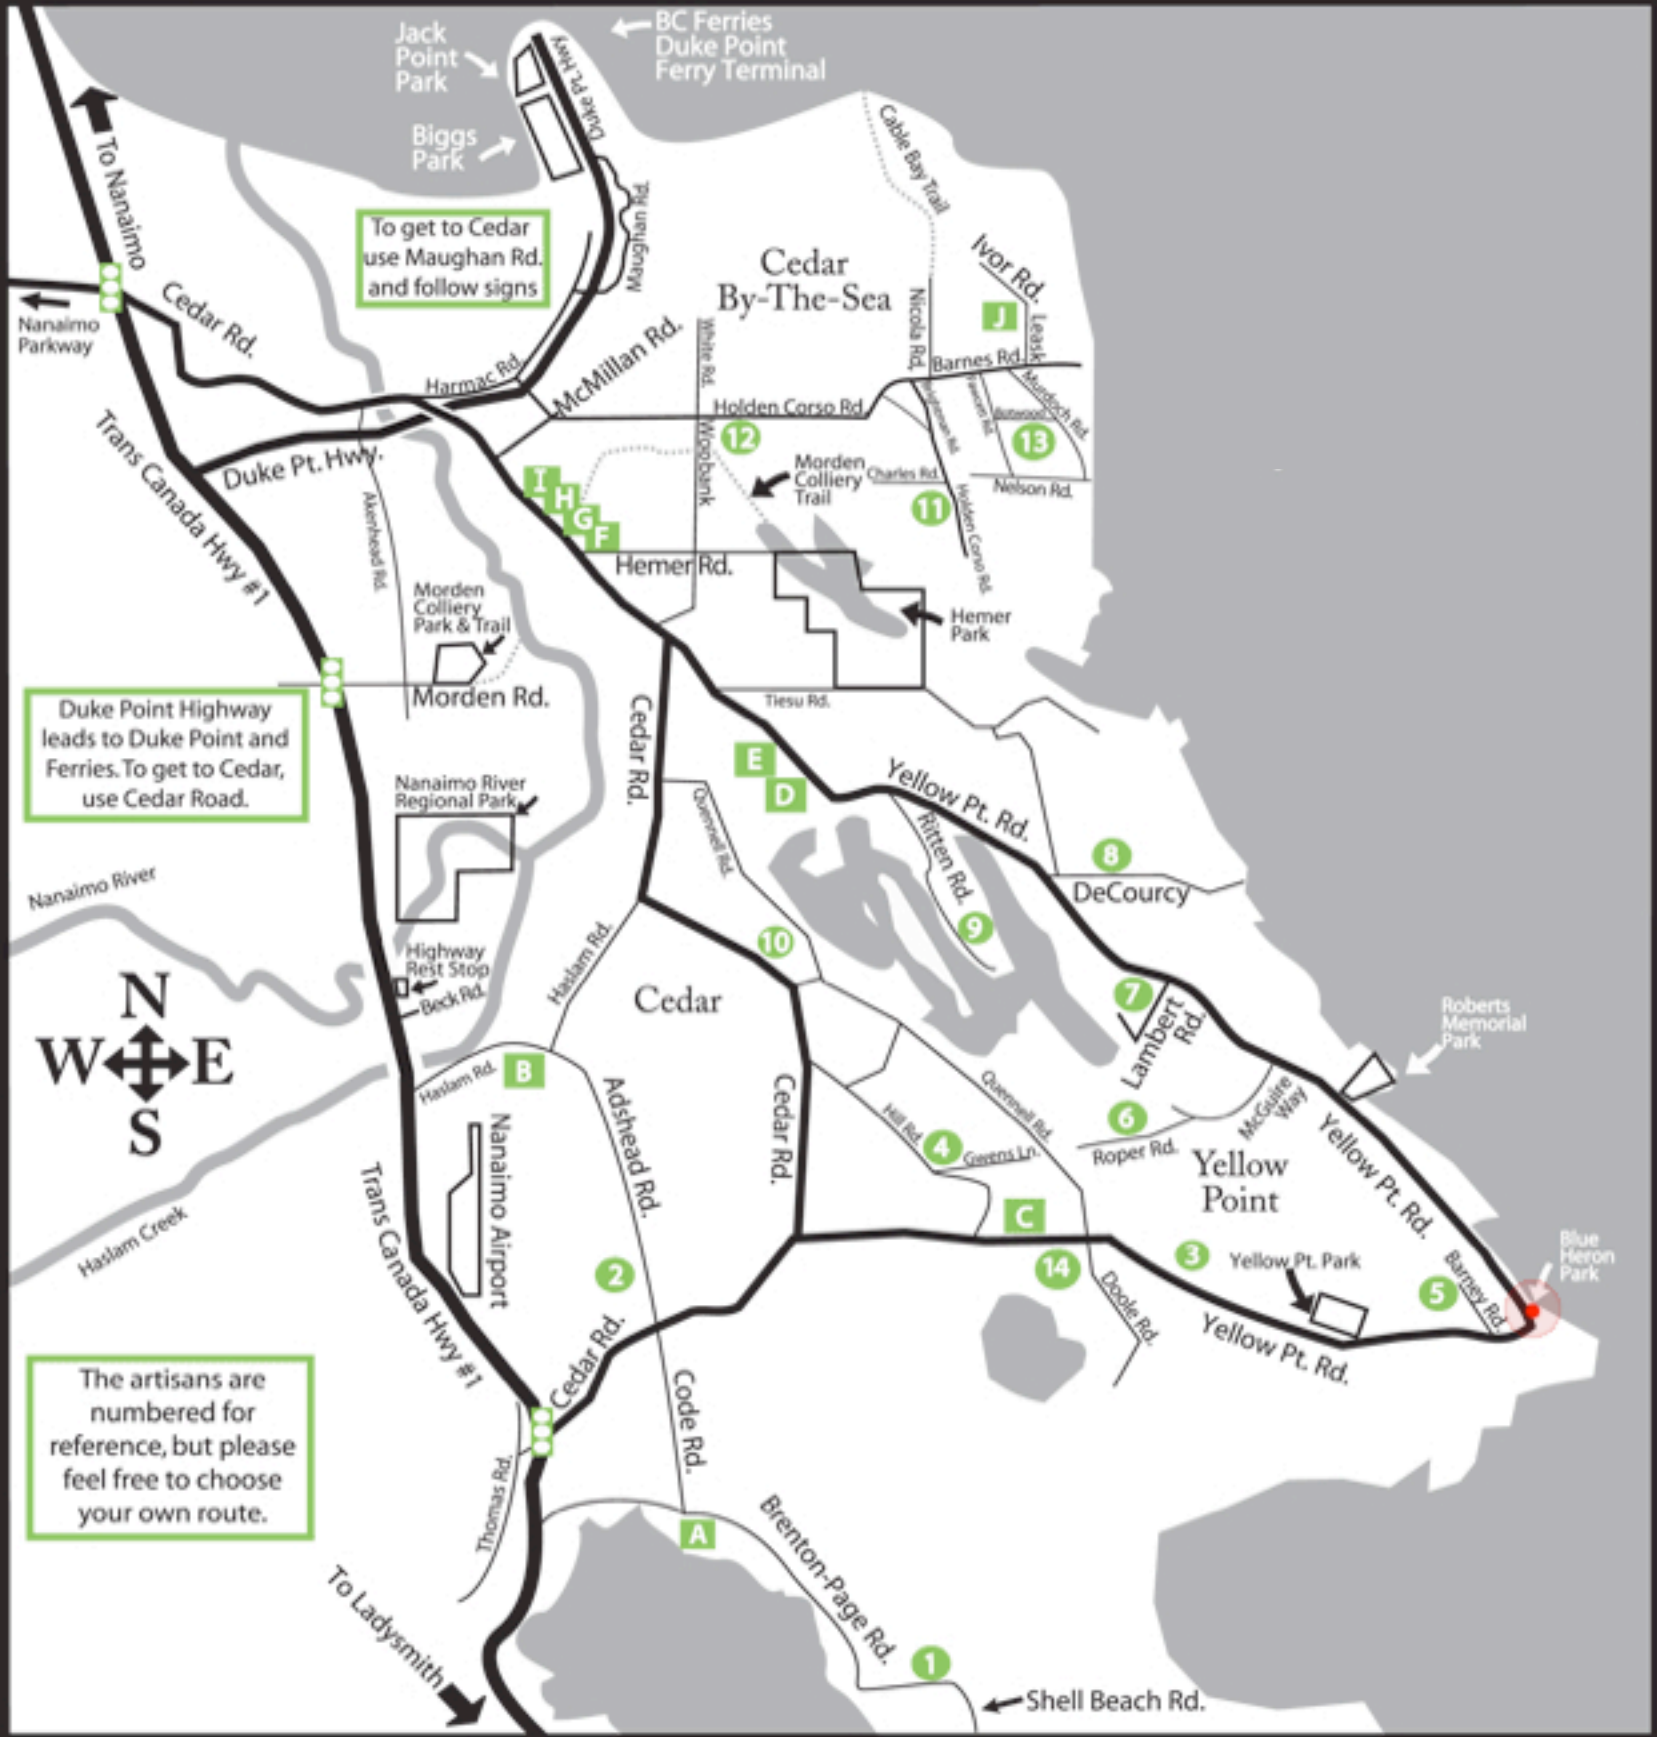 Jack
Point
Park
BC Ferries
Duke Point
Ferry Terminal
Duke Pt. Hwy
Biggs
Park
To Nanaimo
Cable Bay Trail
Maughan Rd.
To get to Cedar
use Maughan Rd.
and follow signs
Cedar
By-The-Sea
Ivor Rd.
Nanaimo
Parkway
Cedar Rd.
Nicola Rd.
J
Leask
White Rd.
McMillan Rd.
Harmac Rd.
Barnes Rd.
Murdoch Rd.
Holden Corso Rd.
12
13
Trans Canada Hwy #1
Duke Pt. Hwy.
Woobank
Morden
Colliery
Trail
Charles Rd.
Nelson Rd.
I
H
G
F
11
Holden Corso Rd.
Akenhead Rd.
Hemer Rd.
Morden
Colliery
Park & Trail
Hemer
Park
Morden Rd.
Tiesu Rd.
Duke Point Highway
leads to Duke Point and
Ferries. To get to Cedar,
use Cedar Road.
Cedar Rd.
E
D
Yellow Pt. Rd.
Nanaimo River
Regional Park
Quennell Rd.
Ritten Rd.
8
DeCourcy
Nanaimo River
9
10
Haslam Rd.
Highway
Rest Stop
Beck Rd.
Cedar
7
Lambert
Rd.
Roberts
Memorial
Park
N
W E
S
Haslam Rd.
B
Adshead Rd.
Cedar Rd.
Quennell Rd.
Hill Rd.
4
Gwens Ln.
6
Roper Rd.
McGuire
Way
Yellow
Point
Yellow Pt. Rd.
Nanaimo Airport
Haslam Creek
Trans Canada Hwy #1
C
14
2
3
Yellow Pt. Park
5
Barney Rd.
Blue
Heron
Park
Doole Rd.
Yellow Pt. Rd.
Cedar Rd.
The artisans are
numbered for
reference, but please
feel free to choose
your own route.
Code Rd.
Thomas Rd.
A
Brenton-Page Rd.
To Ladysmith
1
Shell Beach Rd.